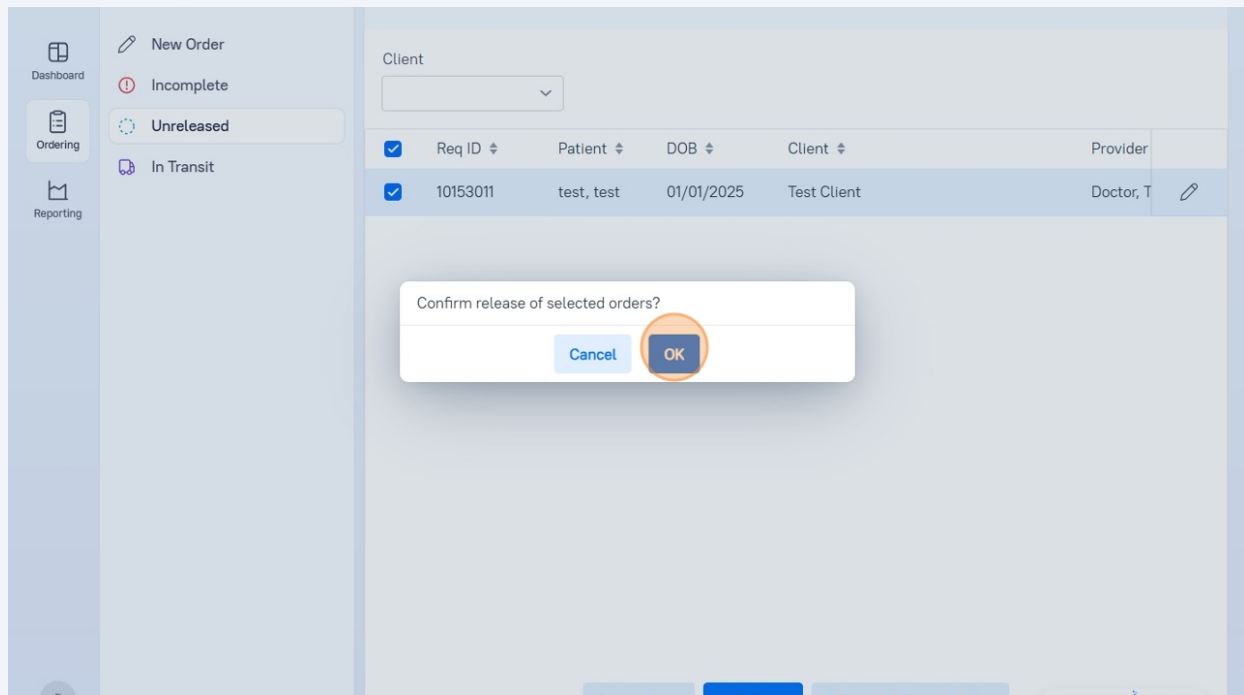 Dashboard
Ordering
Reporting
New Order
Incomplete
Unreleased
In Transit
Client
Req ID Patient DOB Client Provider
10153011 test, test 01/01/2025 Test Client Doctor, T
Confirm release of selected orders?
Cancel OK